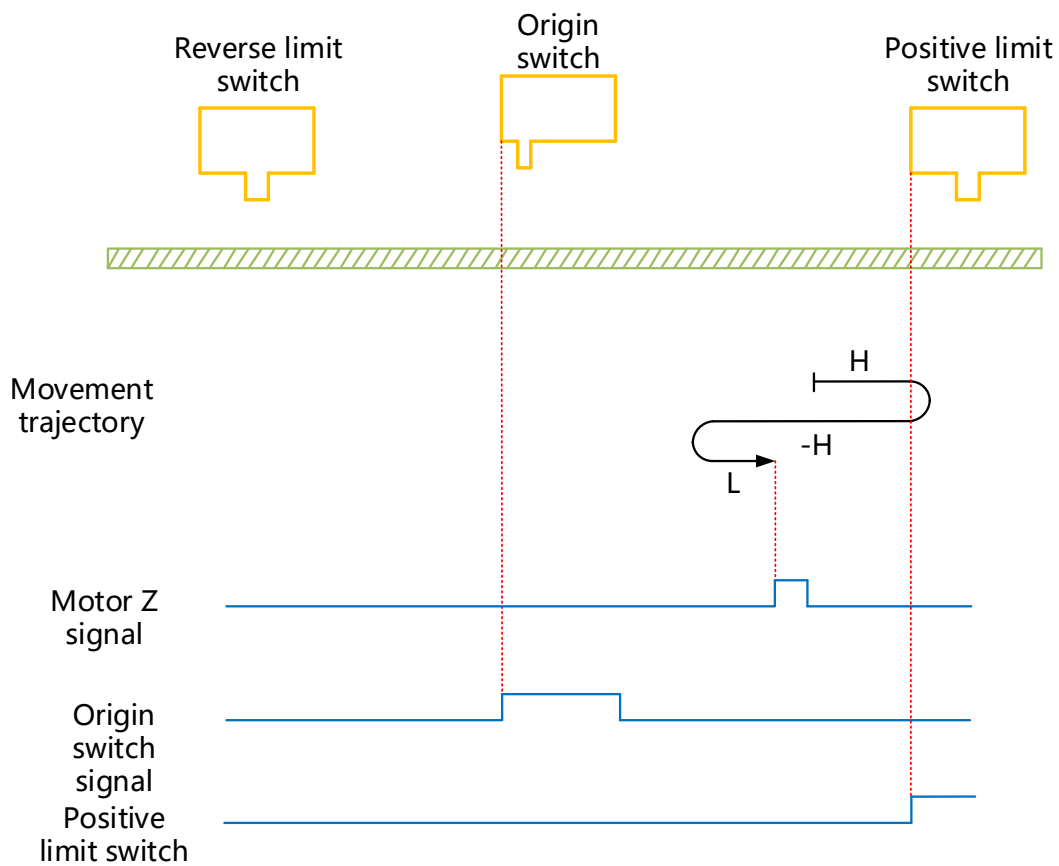 Reverse limit
switch
Origin
switch
Positive limit
switch
Movement
trajectory
H
-H
L
Motor Z
signal
Origin
switch
signal
Positive
limit switch